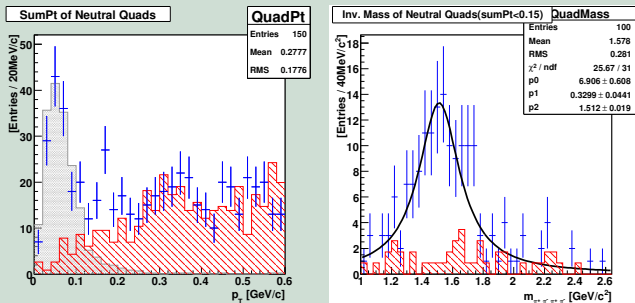 SumPt of Neutral Quads
QuadPt
Entries 150
Mean 0.2777
RMS 0.1776
[Entries / 20MeV/c]
50
40
30
20
10
0
0 0.1 0.2 0.3 0.4 0.5 0.6
p_T [GeV/c]
Inv. Mass of Neutral Quads(sumPt<0.15)
QuadMass
Entries 100
Mean 1.578
RMS 0.281
χ² / ndf 25.67 / 31
p0 6.906 ± 0.608
p1 0.3299 ± 0.0441
p2 1.512 ± 0.019
[Entries / 40MeV/c²]
18
16
14
12
10
8
6
4
2
0
1 1.2 1.4 1.6 1.8 2 2.2 2.4 2.6
m [GeV/c²]